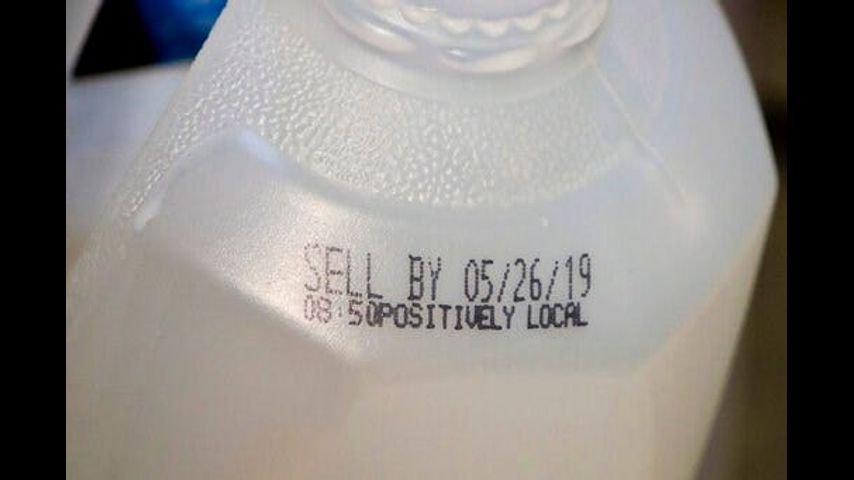 SELL BY 05/26/19
08:50POSITIVELY LOCAL